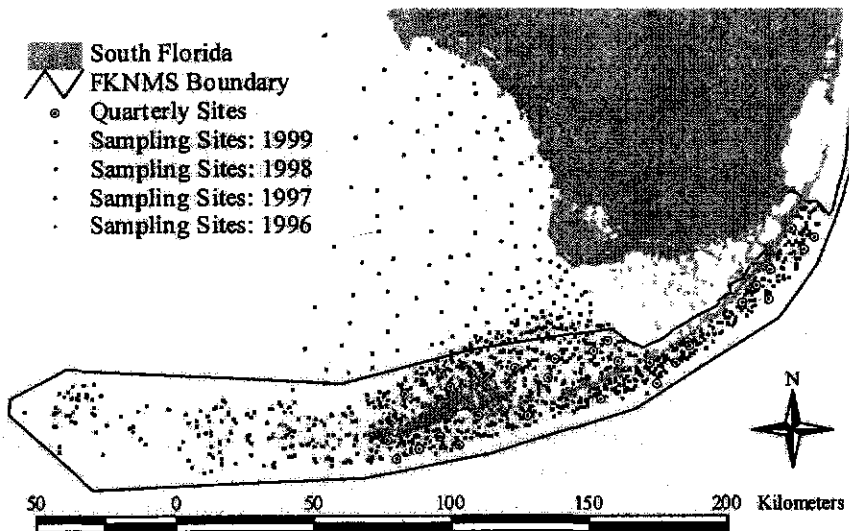 South Florida
FKNMS Boundary
Quarterly Sites
Sampling Sites: 1999
Sampling Sites: 1998
Sampling Sites: 1997
Sampling Sites: 1996
N
50 0 50 100 150 200 Kilometers